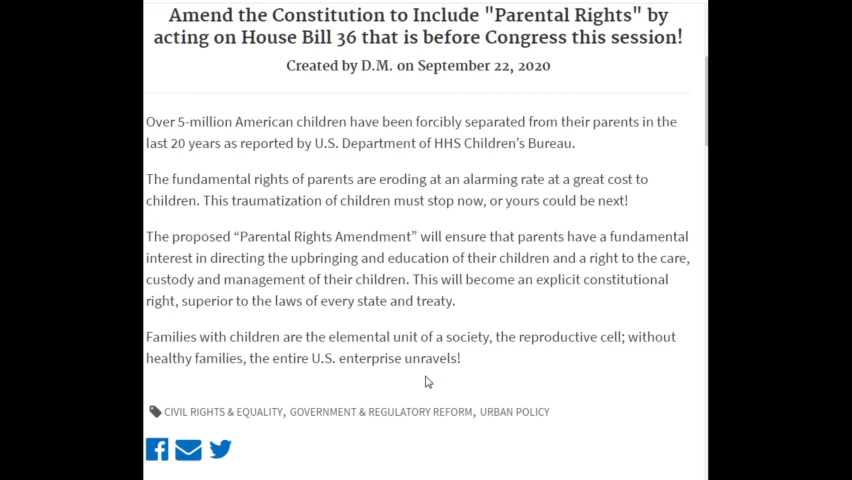 Amend the Constitution to Include "Parental Rights" by
acting on House Bill 36 that is before Congress this session!
Created by D.M. on September 22, 2020
Over 5-million American children have been forcibly separated from their parents in the
last 20 years as reported by U.S. Department of HHS Children’s Bureau.
The fundamental rights of parents are eroding at an alarming rate at a great cost to
children. This traumatization of children must stop now, or yours could be next!
The proposed “Parental Rights Amendment” will ensure that parents have a fundamental
interest in directing the upbringing and education of their children and a right to the care,
custody and management of their children. This will become an explicit constitutional
right, superior to the laws of every state and treaty.
Families with children are the elemental unit of a society, the reproductive cell; without
healthy families, the entire U.S. enterprise unravels!
CIVIL RIGHTS & EQUALITY, GOVERNMENT & REGULATORY REFORM, URBAN POLICY